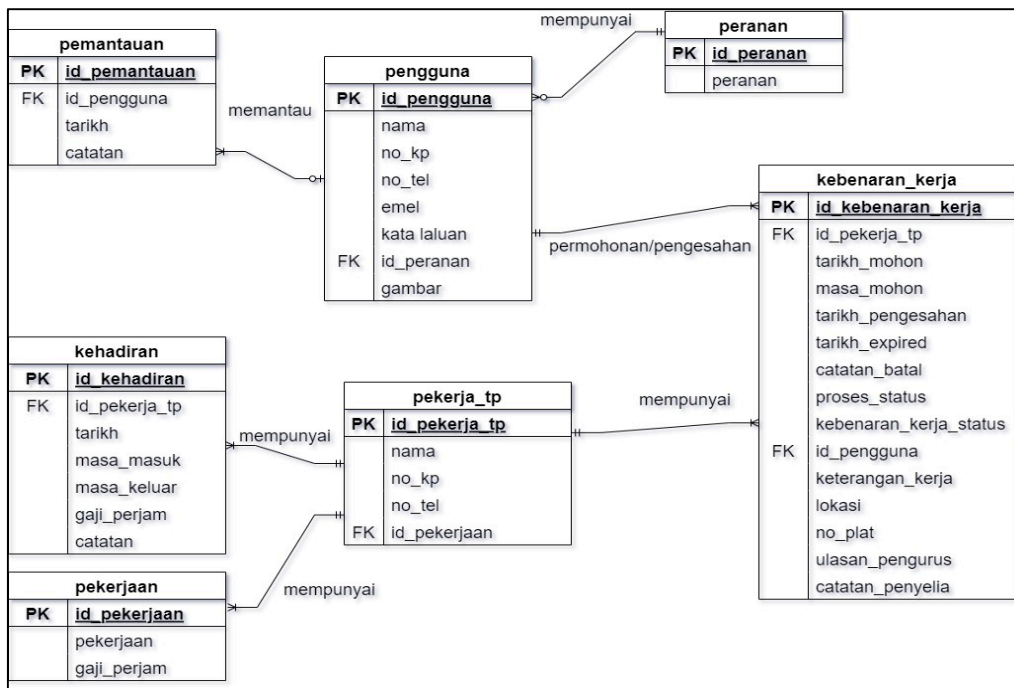 pemantauan
PK id_pemantauan
FK id_pengguna
tarikh
catatan
memantau
pengguna
PK id_pengguna
nama
no_kp
no_tel
emel
kata laluan
FK id_peranan
gambar
mempunyai
peranan
PK id_peranan
peranan
permohonan/pengesahan
kebenaran_kerja
PK id_kebenaran_kerja
FK id_pekerja_tp
tarikh_mohon
masa_mohon
tarikh_pengesahan
tarikh_expired
catatan_batal
proses_status
kebenaran_kerja_status
FK id_pengguna
keterangan_kerja
lokasi
no_plat
ulasan_pengurus
catatan_penyelia
kehadiran
PK id_kehadiran
FK id_pekerja_tp
tarikh
masa_masuk
masa_keluar
gaji_perjam
catatan
mempunyai
pekerja_tp
PK id_pekerja_tp
nama
no_kp
no_tel
FK id_pekerjaan
mempunyai
pekerjaan
PK id_pekerjaan
pekerjaan
gaji_perjam
mempunyai